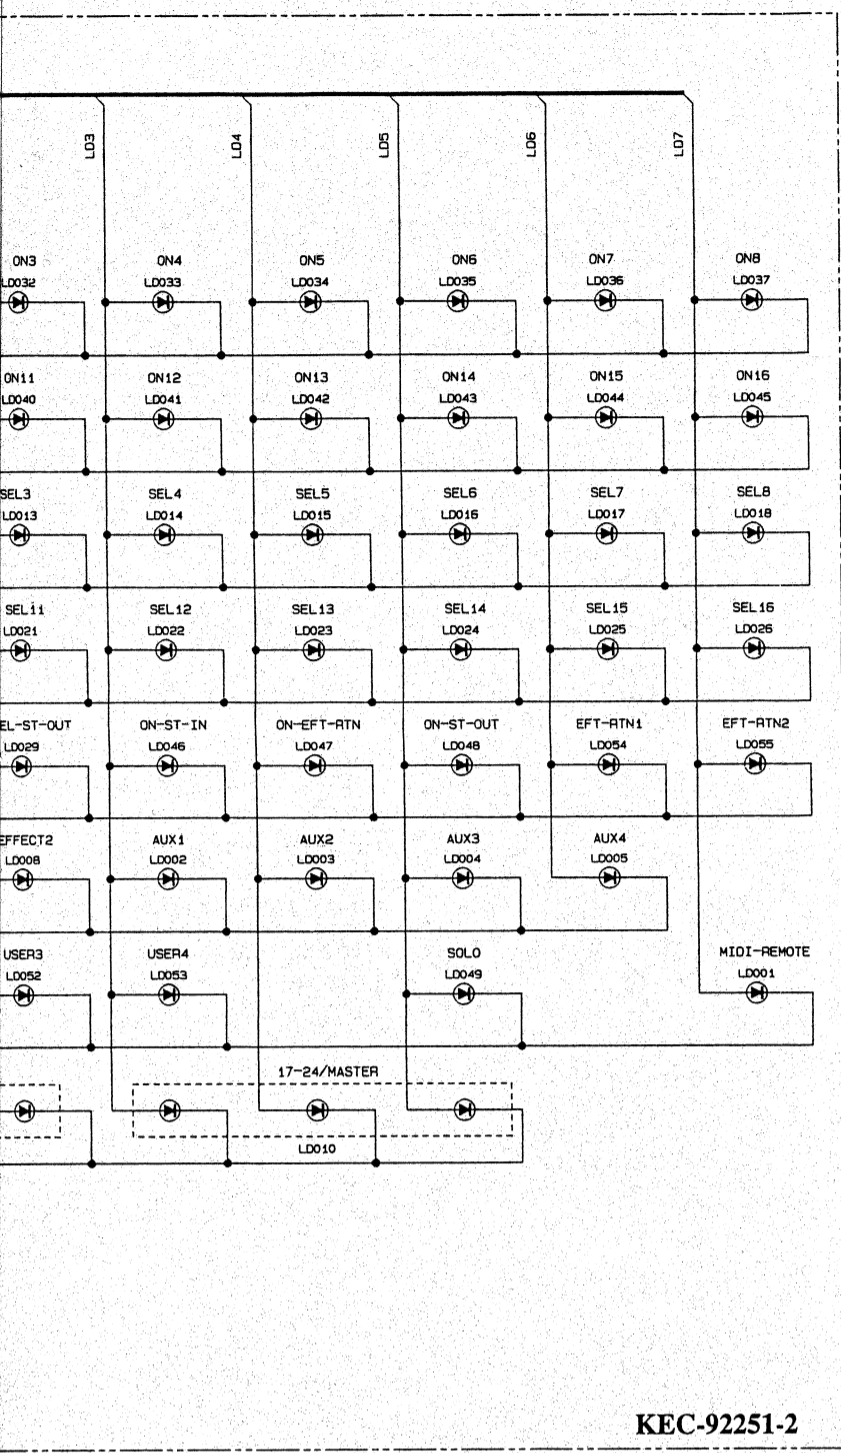 LD3 LD4 LD5 LD6 LD7
ON3 ON4 ON5 ON6 ON7 ON8
LD032 LD033 LD034 LD035 LD036 LD037
ON11 ON12 ON13 ON14 ON15 ON16
LD040 LD041 LD042 LD043 LD044 LD045
SEL3 SEL4 SEL5 SEL6 SEL7 SEL8
LD013 LD014 LD015 LD016 LD017 LD018
SEL11 SEL12 SEL13 SEL14 SEL15 SEL16
LD021 LD022 LD023 LD024 LD025 LD026
EL-ST-OUT ON-ST-IN ON-EFT-RTN ON-ST-OUT EFT-RTN1 EFT-RTN2
LD029 LD046 LD047 LD048 LD054 LD055
EFFECT2 AUX1 AUX2 AUX3 AUX4
LD008 LD002 LD003 LD004 LD005
USER3 USER4 SOLO MIDI-REMOTE
LD052 LD053 LD049 LD001
17-24/MASTER
LD010
KEC-92251-2